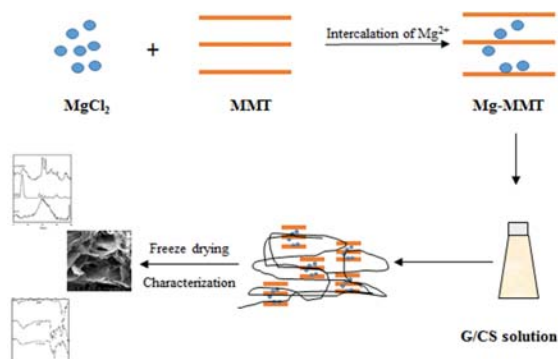 Intercalation of Mg²⁺
+
MgCl₂
MMT
Mg-MMT
Freeze drying
Characterization
G/CS solution